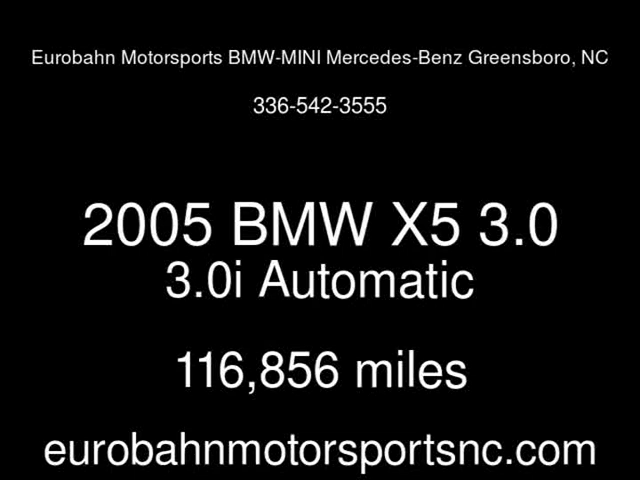 Eurobahn Motorsports BMW-MINI Mercedes-Benz Greensboro, NC
336-542-3555
2005 BMW X5 3.0
3.0i Automatic
116,856 miles
eurobahnmotorsportsnc.com